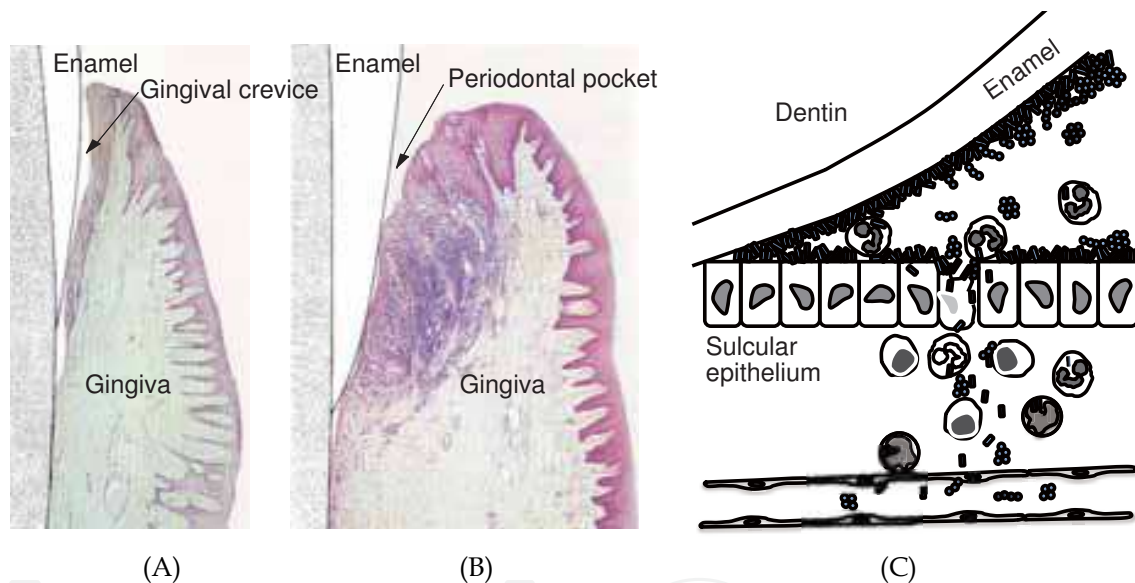 Enamel
Gingival crevice
Gingiva
(A)
Enamel
Periodontal pocket
Gingiva
(B)
Dentin
Enamel
Sulcular
epithelium
(C)